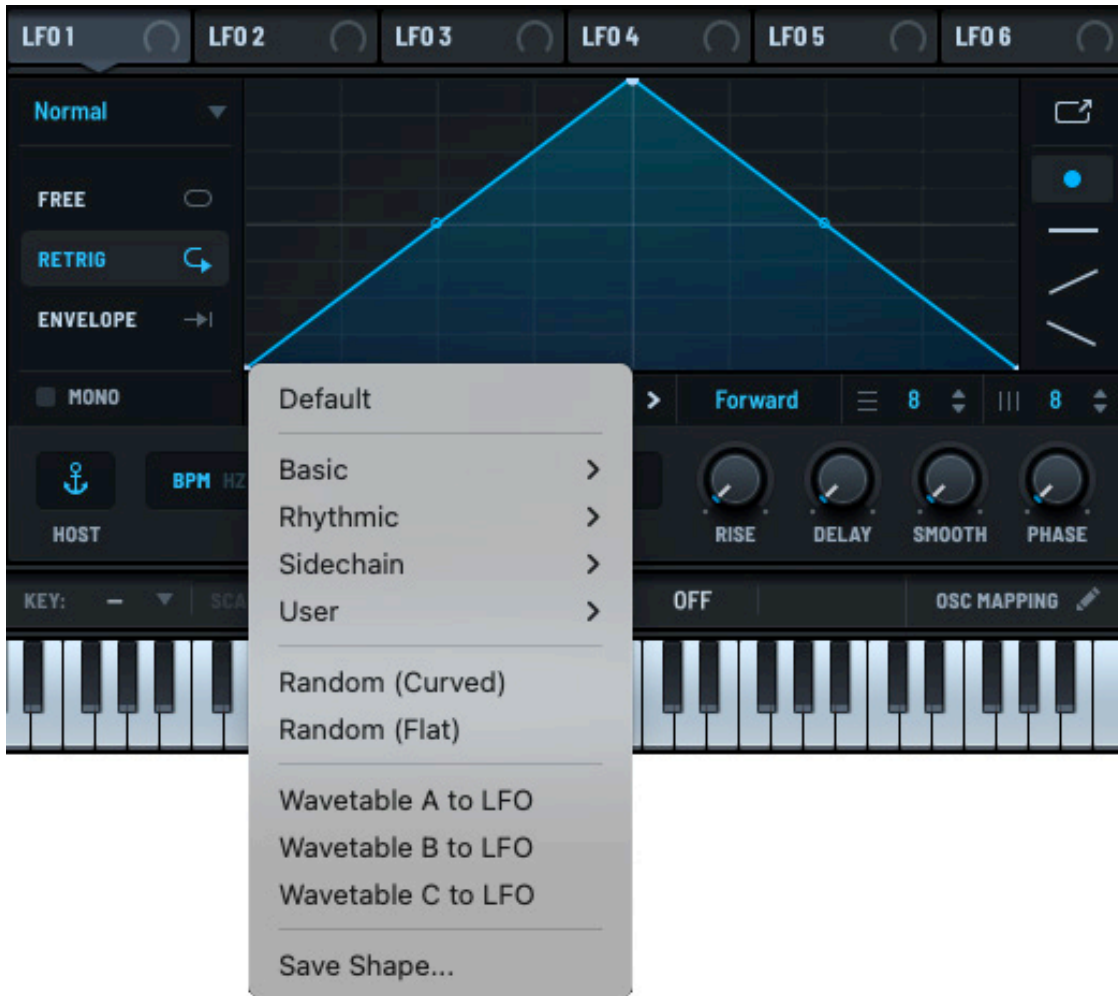 LFO 1 LFO 2 LFO 3 LFO 4 LFO 5 LFO 6
Normal
FREE
RETRIG
ENVELOPE
MONO
Forward 8 8
BPM HZ
HOST
RISE DELAY SMOOTH PHASE
KEY: – OFF OSC MAPPING
Default
Basic
Rhythmic
Sidechain
User
Random (Curved)
Random (Flat)
Wavetable A to LFO
Wavetable B to LFO
Wavetable C to LFO
Save Shape...